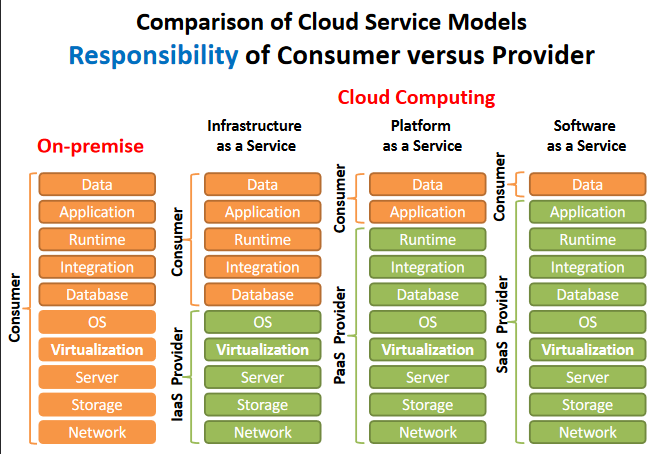 Comparison of Cloud Service Models
Responsibility of Consumer versus Provider
Cloud Computing
On-premise
Infrastructure
as a Service
Platform
as a Service
Software
as a Service
Consumer
Data
Application
Runtime
Integration
Database
OS
Virtualization
Server
Storage
Network
Consumer
IaaS Provider
Data
Application
Runtime
Integration
Database
OS
Virtualization
Server
Storage
Network
Consumer
PaaS Provider
Data
Application
Runtime
Integration
Database
OS
Virtualization
Server
Storage
Network
Consumer
SaaS Provider
Data
Application
Runtime
Integration
Database
OS
Virtualization
Server
Storage
Network